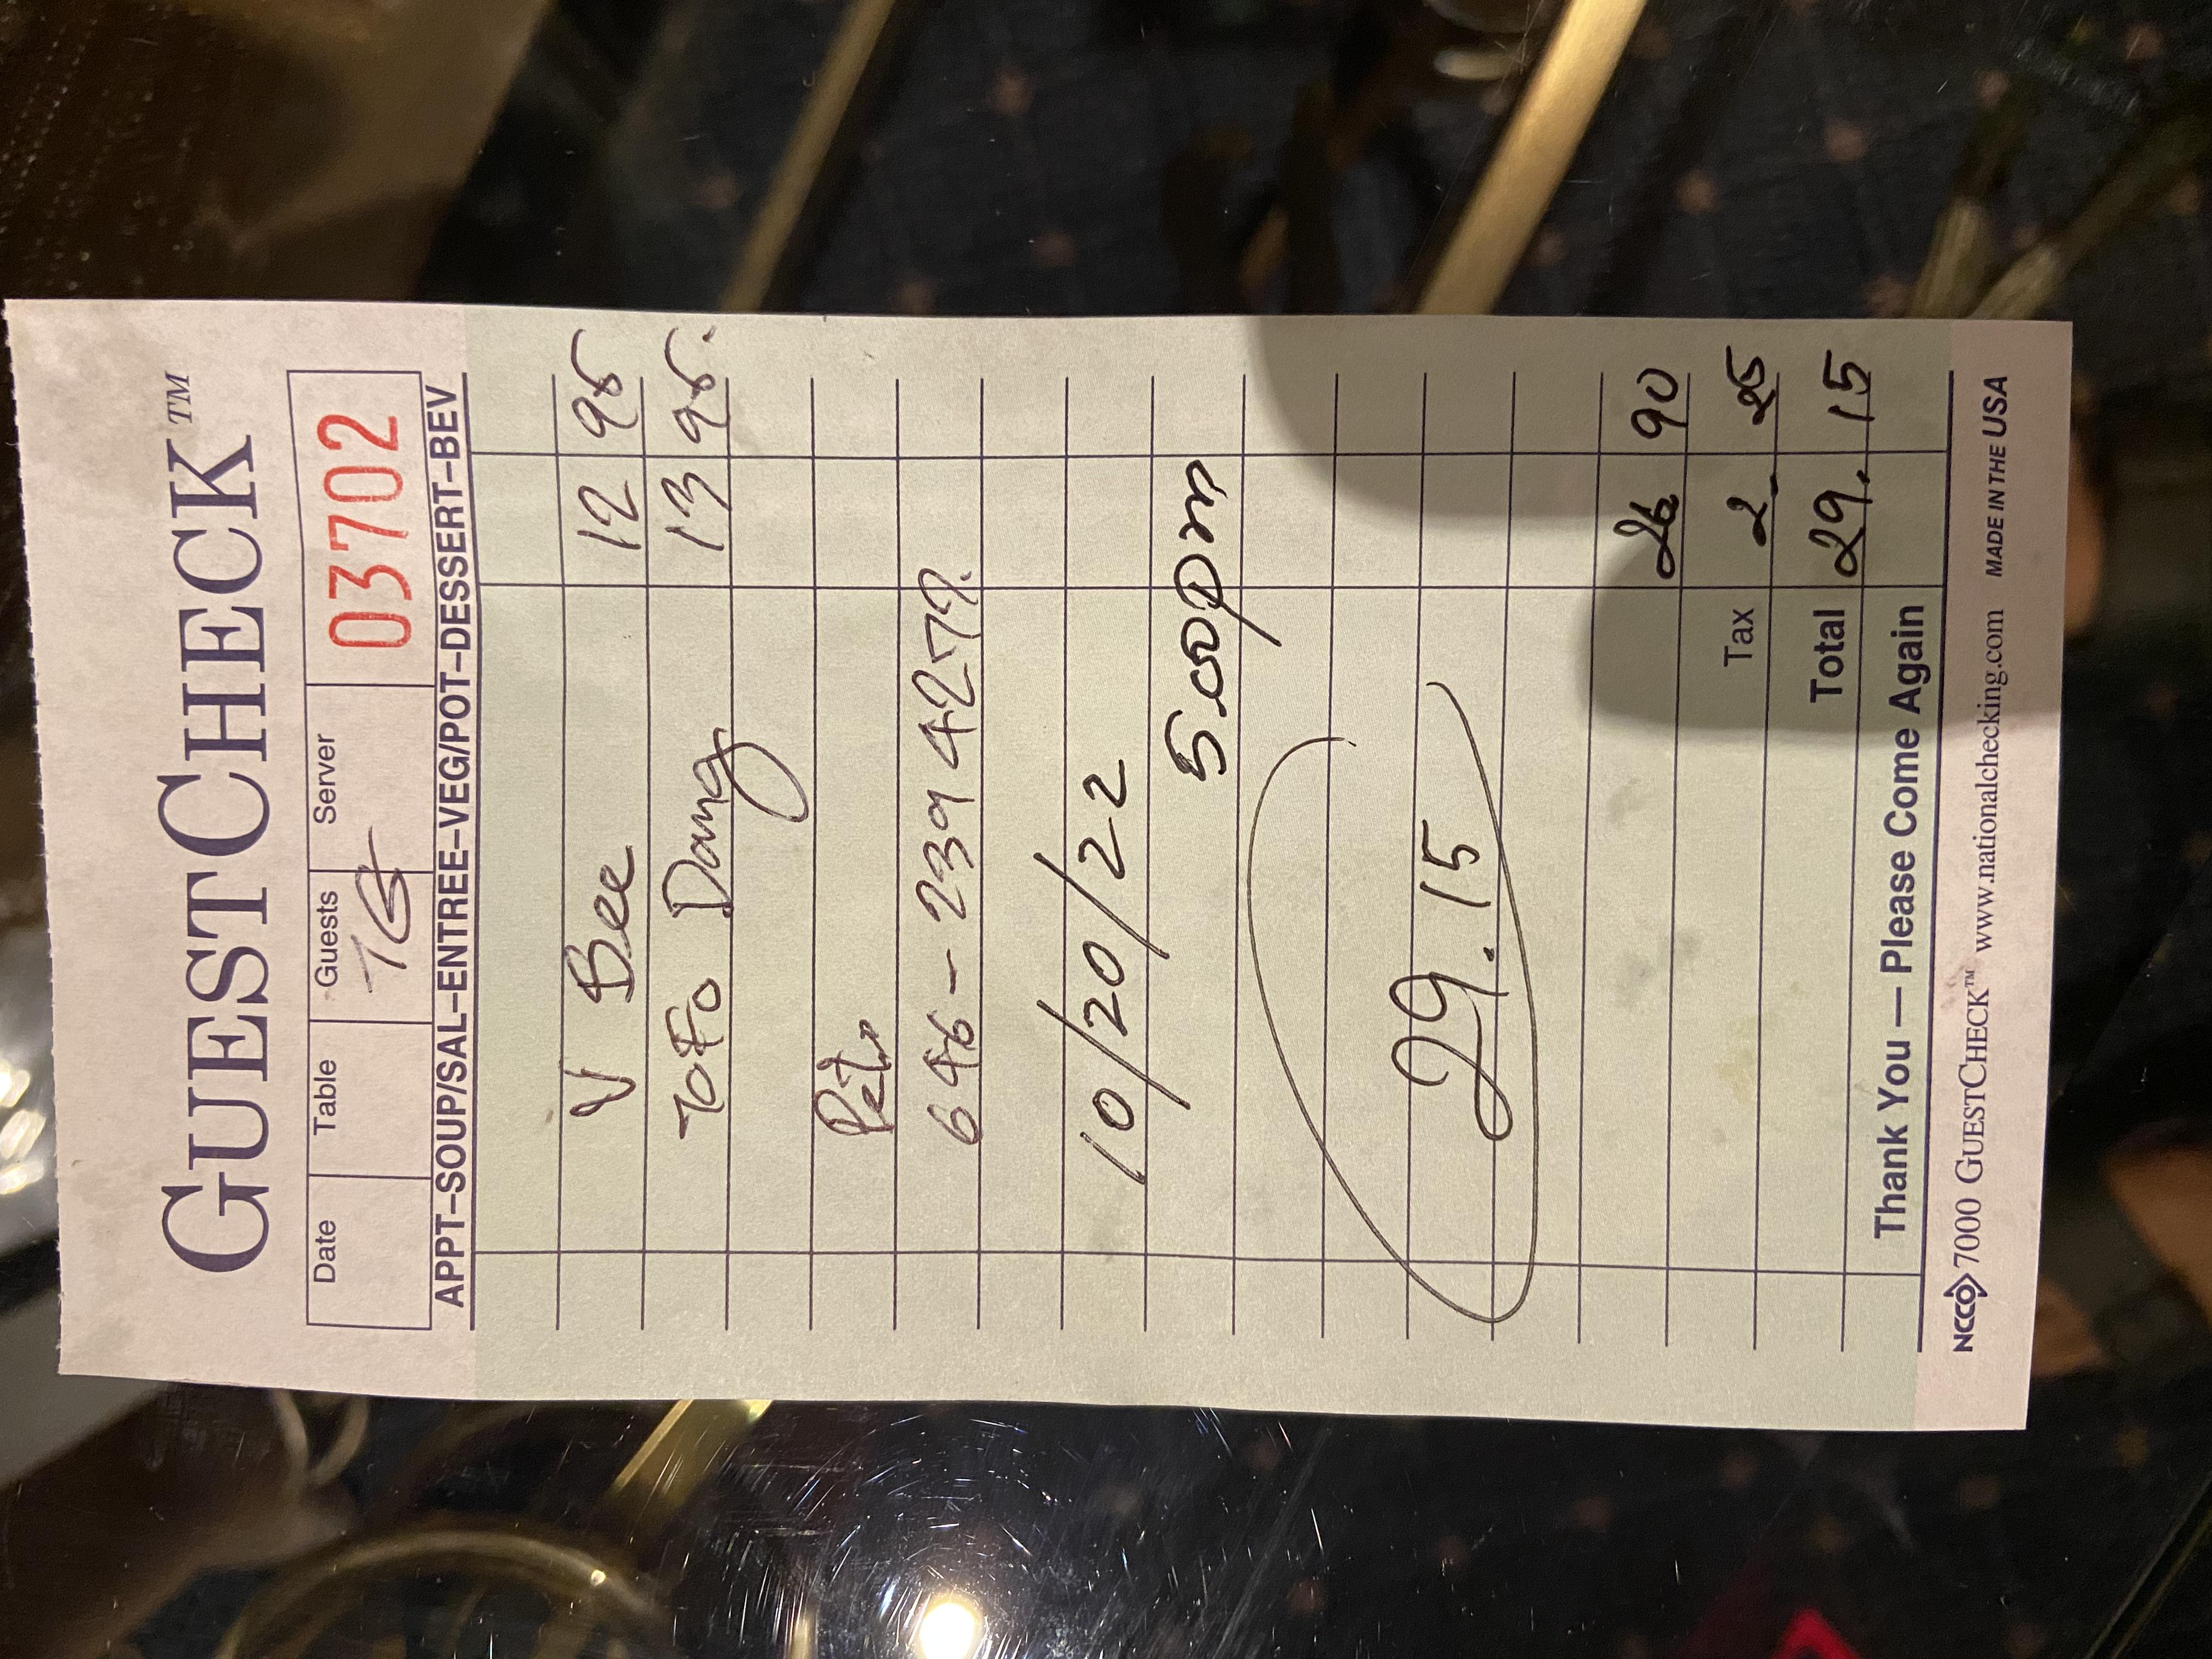 GUESTCHECK™
Date Table Guests Server 03702
TG
APPT–SOUP/SAL–ENTREE–VEG/POT–DESSERT–BEV
V Bee 12 95
ToFo Dang 13 95.
646-239 4272
10/20/22
5:00pm
29.15
26 90
Tax 2. 25
Total 29. 15
Thank You — Please Come Again
NCCO 7000 GUESTCHECK™ www.nationalchecking.com MADE IN THE USA